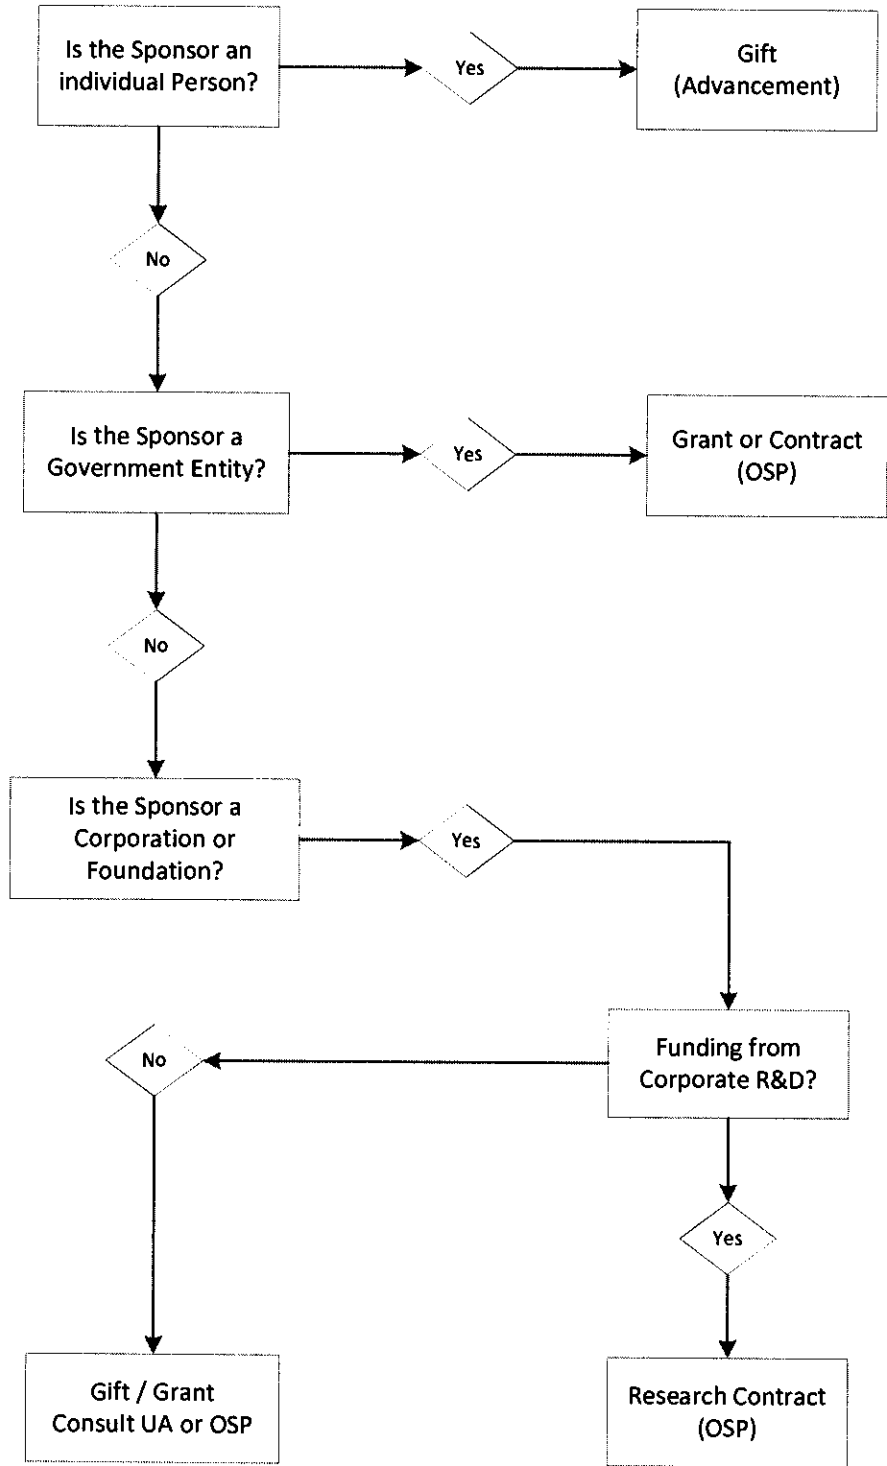 Is the Sponsor an
individual Person?
Yes
Gift
(Advancement)
No
Is the Sponsor a
Government Entity?
Yes
Grant or Contract
(OSP)
No
Is the Sponsor a
Corporation or
Foundation?
Yes
Funding from
Corporate R&D?
No
Yes
Gift / Grant
Consult UA or OSP
Research Contract
(OSP)